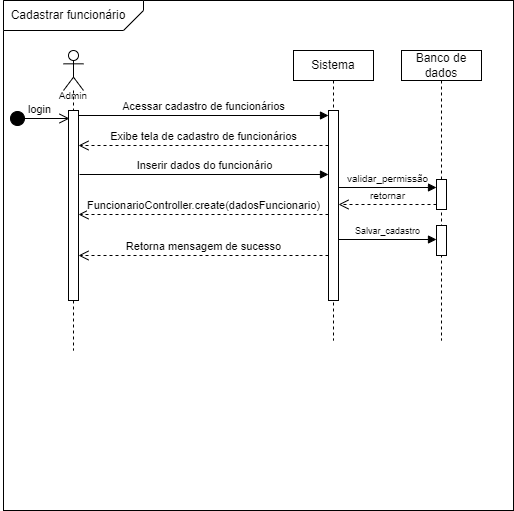 Cadastrar funcionário
Sistema
Banco de
dados
Admin
login
Acessar cadastro de funcionários
Exibe tela de cadastro de funcionários
Inserir dados do funcionário
validar_permissão
retornar
FuncionarioController.create(dadosFuncionario)
Salvar_cadastro
Retorna mensagem de sucesso